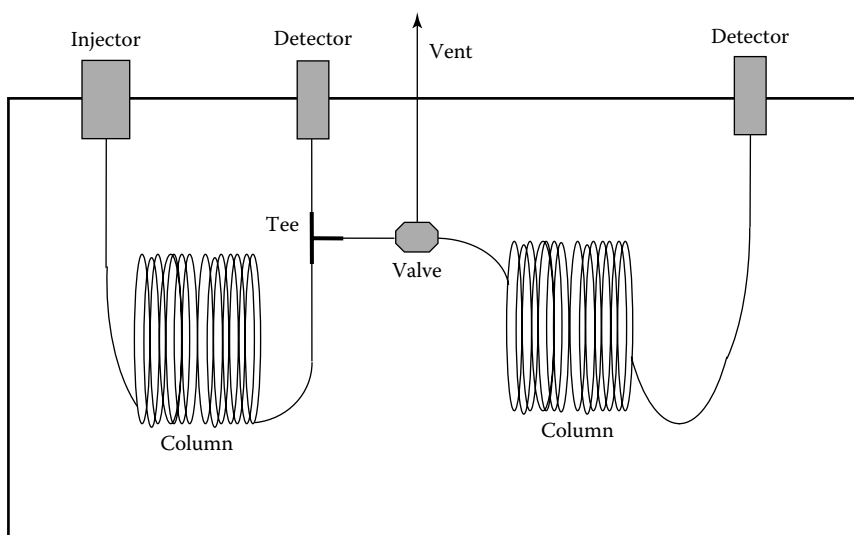 Injector
Detector
Vent
Detector
Tee
Valve
Column
Column